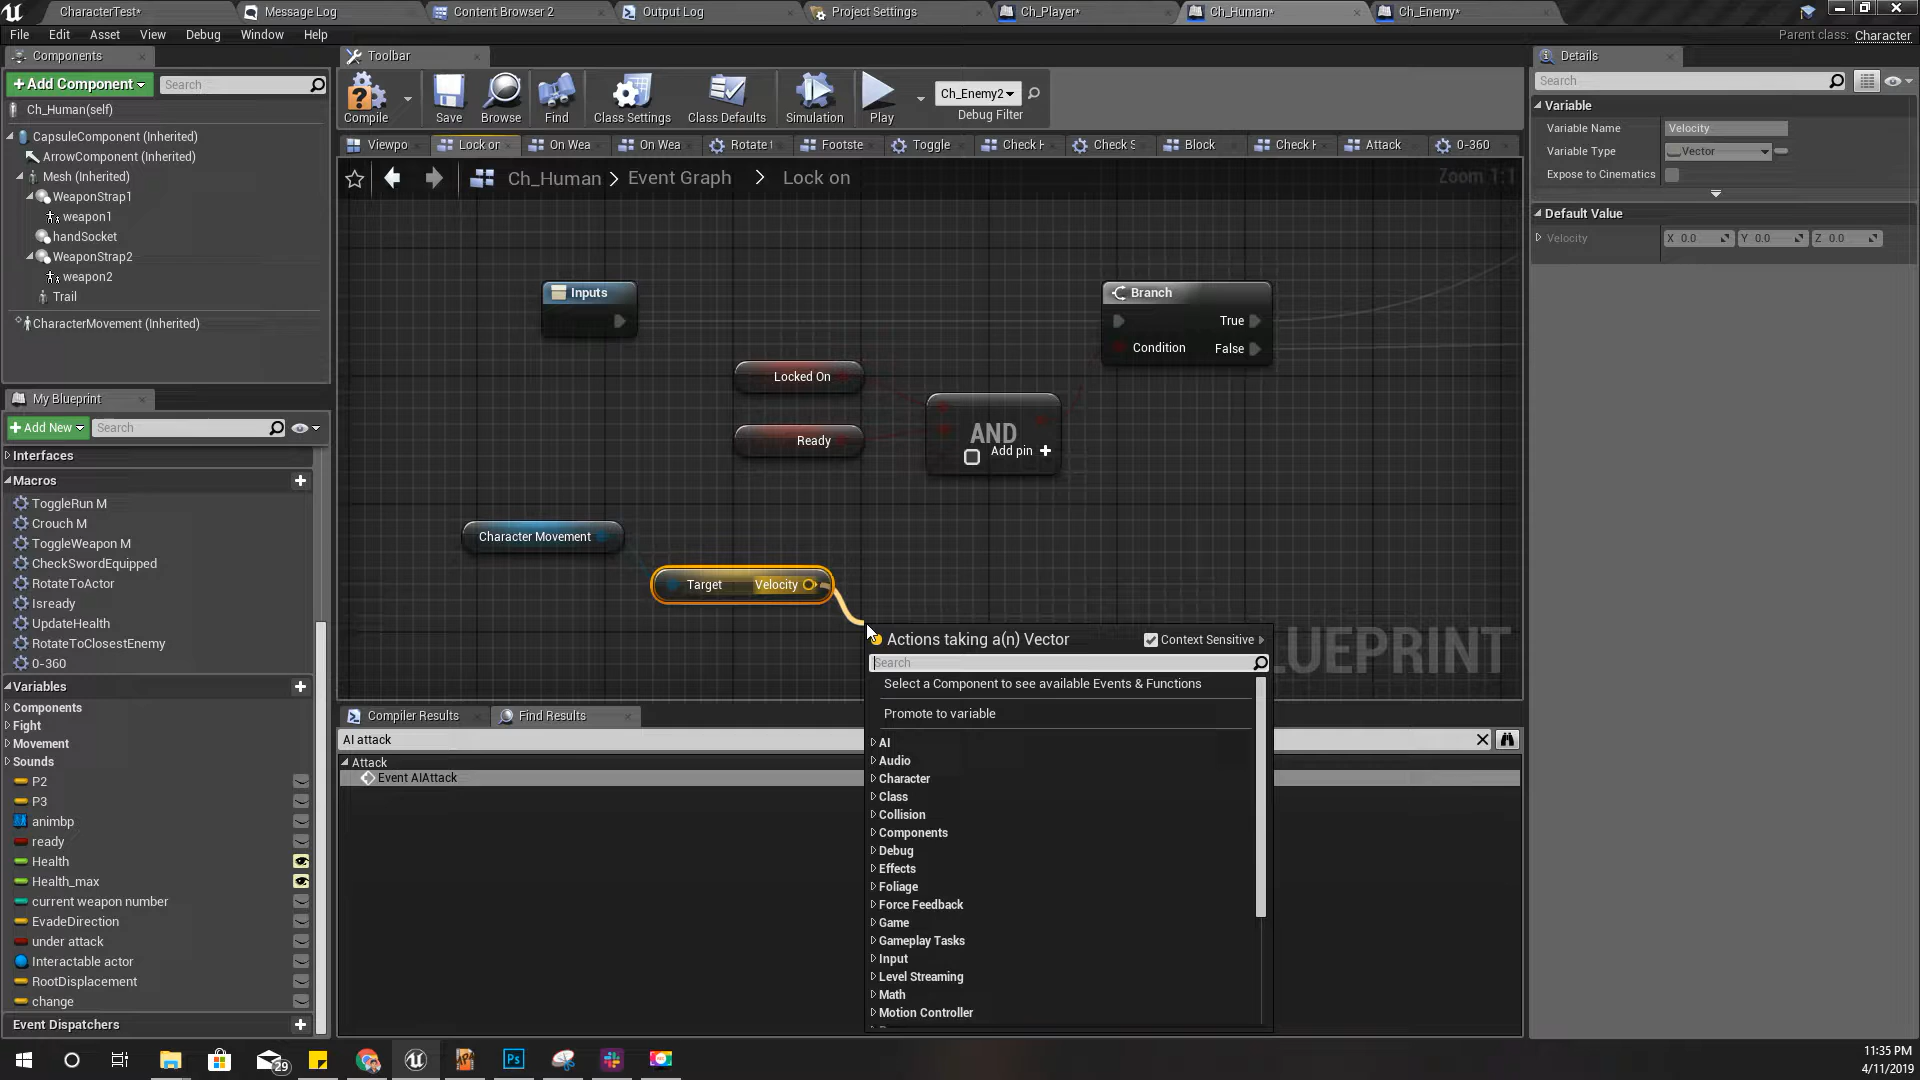 CharacterTest*
Message Log
Content Browser 2
Output Log
Project Settings
Ch_Player*
Ch_Human*
Ch_Enemy*
File Edit Asset View Debug Window Help
Parent class: Character
Components
Add Component
Search
Ch_Human(self)
CapsuleComponent (Inherited)
ArrowComponent (Inherited)
Mesh (Inherited)
WeaponStrap1
weapon1
handSocket
WeaponStrap2
weapon2
Trail
CharacterMovement (Inherited)
My Blueprint
Add New
Search
Interfaces
Macros
ToggleRun M
Crouch M
ToggleWeapon M
CheckSwordEquipped
RotateToActor
Isready
UpdateHealth
RotateToClosestEnemy
0-360
Variables
Components
Fight
Movement
Sounds
P2
P3
animbp
ready
Health
Health_max
current weapon number
EvadeDirection
under attack
Interactable actor
RootDisplacement
change
Event Dispatchers
Toolbar
Compile
Save
Browse
Find
Class Settings
Class Defaults
Simulation
Play
Ch_Enemy2
Debug Filter
Viewpo
Lock on
On Wea
On Wea
Rotate t
Footste
Toggle
Check H
Check S
Block
Check H
Attack
0-360
Ch_Human > Event Graph > Lock on
Zoom 1:1
Inputs
Branch
True
Condition False
Locked On
Ready
AND
Add pin +
Character Movement
Target Velocity
LUEPRINT
Actions taking a(n) Vector
Context Sensitive
Search
Select a Component to see available Events & Functions
Promote to variable
AI
Audio
Character
Class
Collision
Components
Debug
Effects
Foliage
Force Feedback
Game
Gameplay Tasks
Input
Level Streaming
Math
Motion Controller
Compiler Results
Find Results
AI attack
Attack
Event AIAttack
Details
Search
Variable
Variable Name Velocity
Variable Type Vector
Expose to Cinematics
Default Value
Velocity X 0.0 Y 0.0 Z 0.0
29
Ps
11:35 PM
4/11/2019